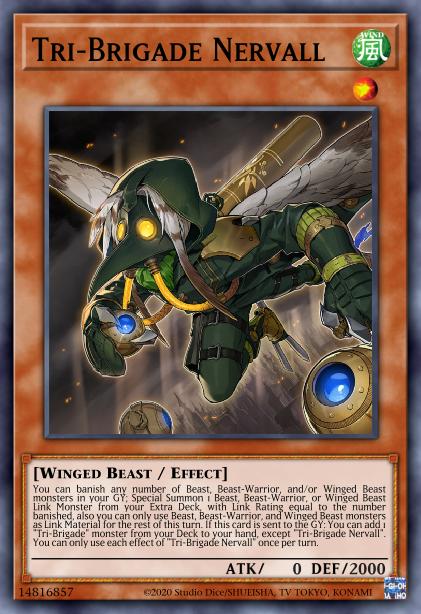 Tri-Brigade Nervall
WIND
風
[Winged Beast / Effect]
You can banish any number of Beast, Beast-Warrior, and/or Winged Beast
monsters in your GY; Special Summon 1 Beast, Beast-Warrior, or Winged Beast
Link Monster from your Extra Deck, with Link Rating equal to the number
banished, also you can only use Beast, Beast-Warrior, and Winged Beast monsters
as Link Material for the rest of this turn. If this card is sent to the GY: You can add 1
"Tri-Brigade" monster from your Deck to your hand, except "Tri-Brigade Nervall".
You can only use each effect of "Tri-Brigade Nervall" once per turn.
ATK/ 0 DEF/2000
14816857 ©2020 Studio Dice/SHUEISHA, TV TOKYO, KONAMI